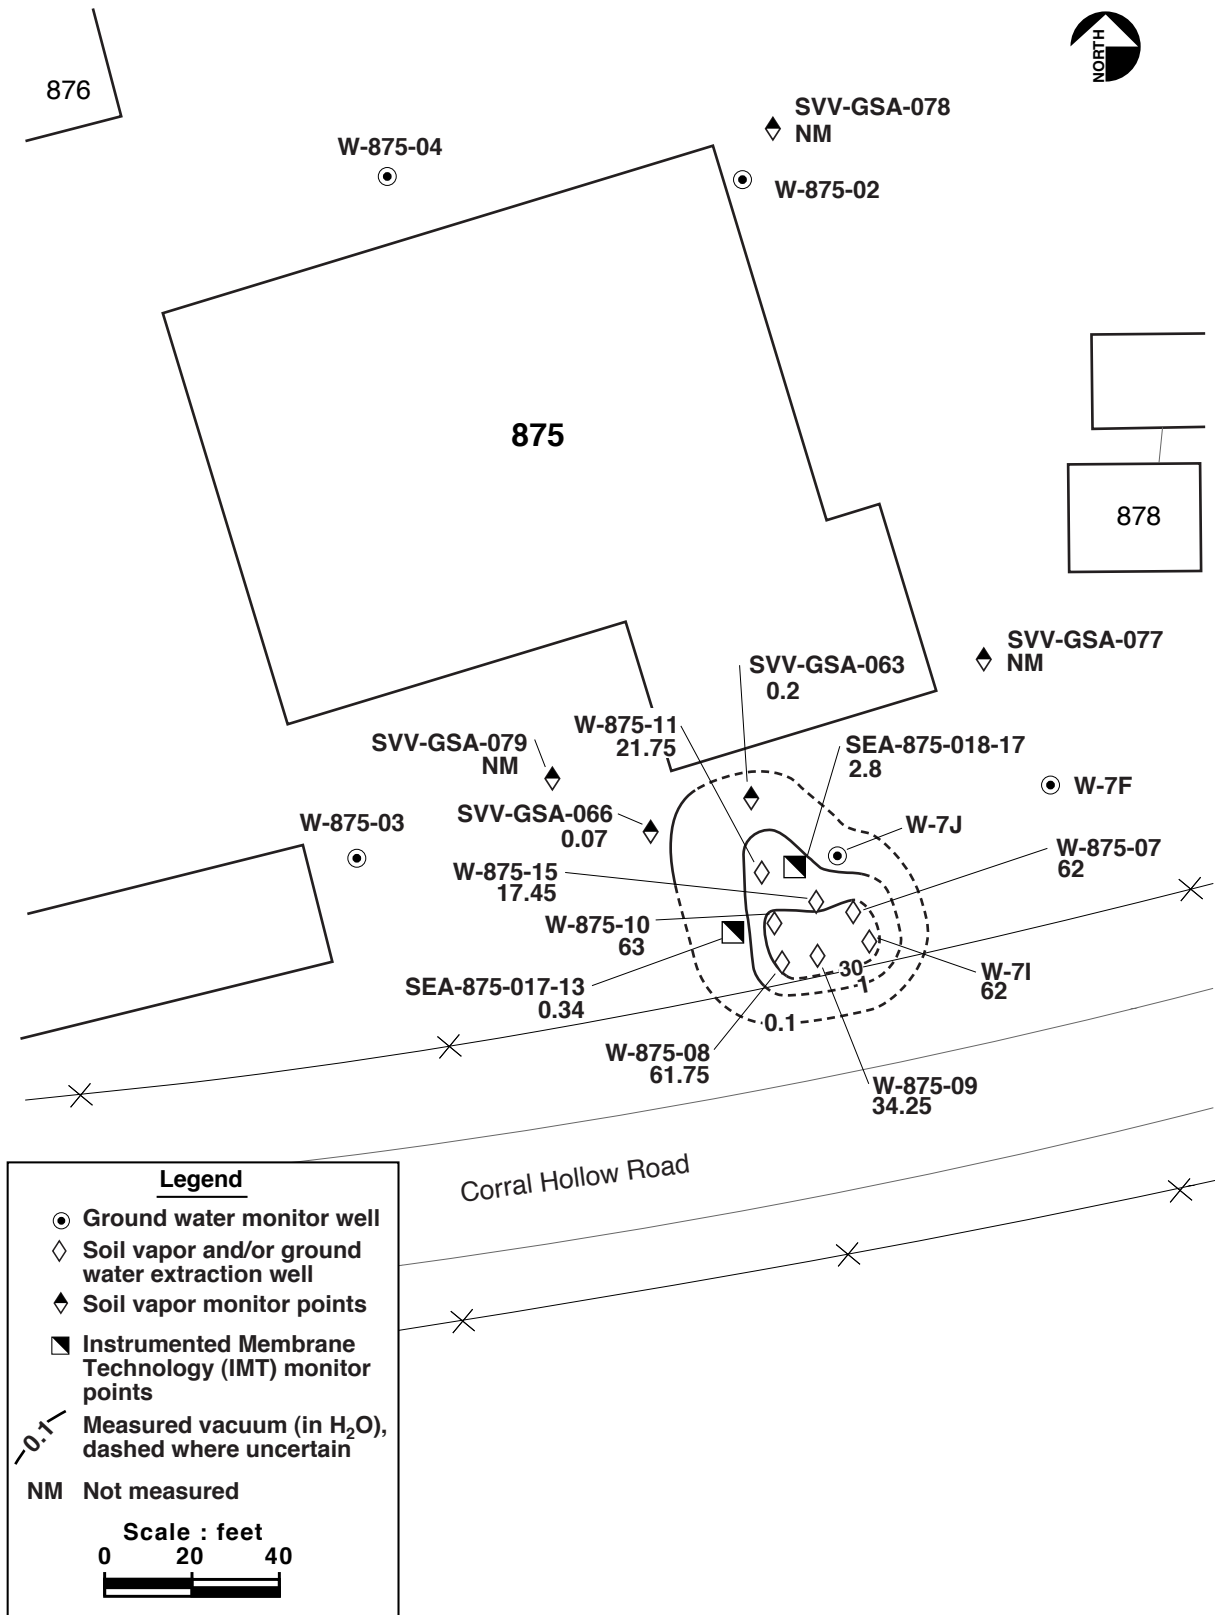 NORTH
876
SVV-GSA-078
NM
W-875-04
W-875-02
875
878
SVV-GSA-077
NM
SVV-GSA-063
0.2
W-875-11
21.75
SEA-875-018-17
2.8
SVV-GSA-079
NM
W-7F
SVV-GSA-066
0.07
W-875-03
W-7J
W-875-07
62
W-875-15
17.45
W-875-10
63
W-7I
62
SEA-875-017-13
0.34
30
1
0.1
W-875-08
61.75
W-875-09
34.25
Corral Hollow Road
Legend
Ground water monitor well
Soil vapor and/or ground
water extraction well
Soil vapor monitor points
Instrumented Membrane
Technology (IMT) monitor
points
0.1 Measured vacuum (in H₂O),
dashed where uncertain
NM Not measured
Scale : feet
0 20 40